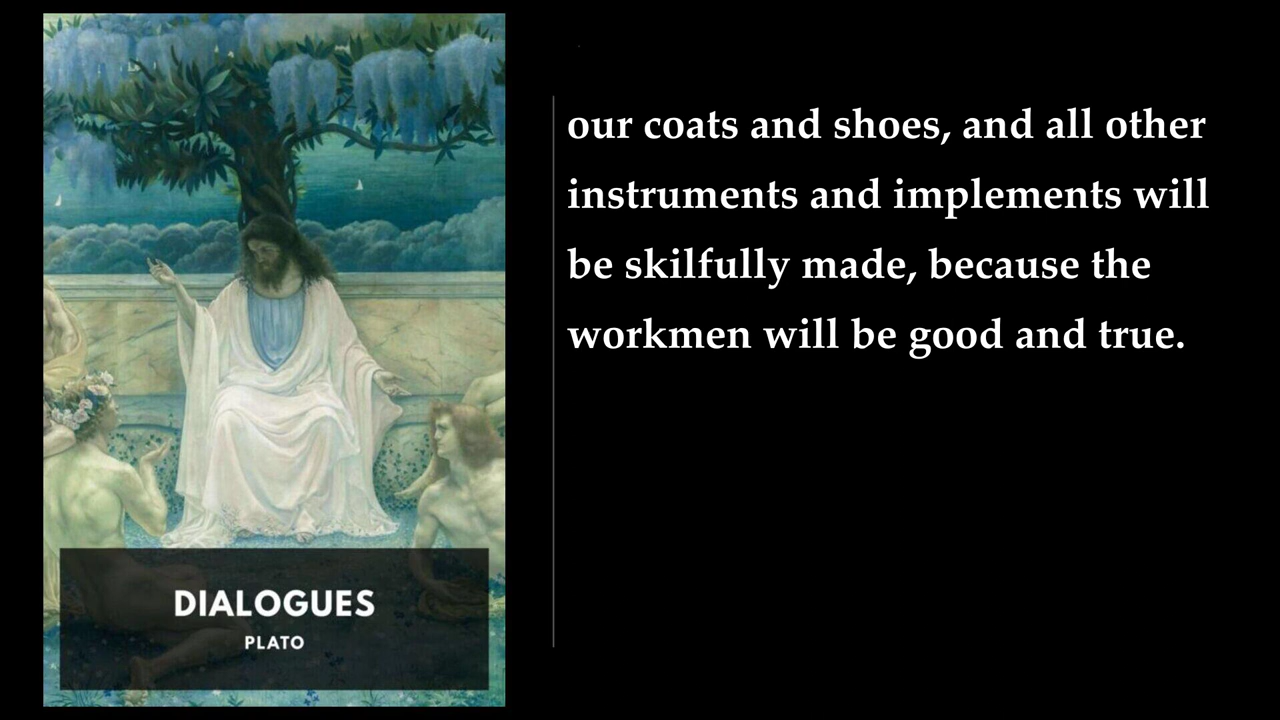 our coats and shoes, and all other
instruments and implements will
be skilfully made, because the
workmen will be good and true.
DIALOGUES
PLATO